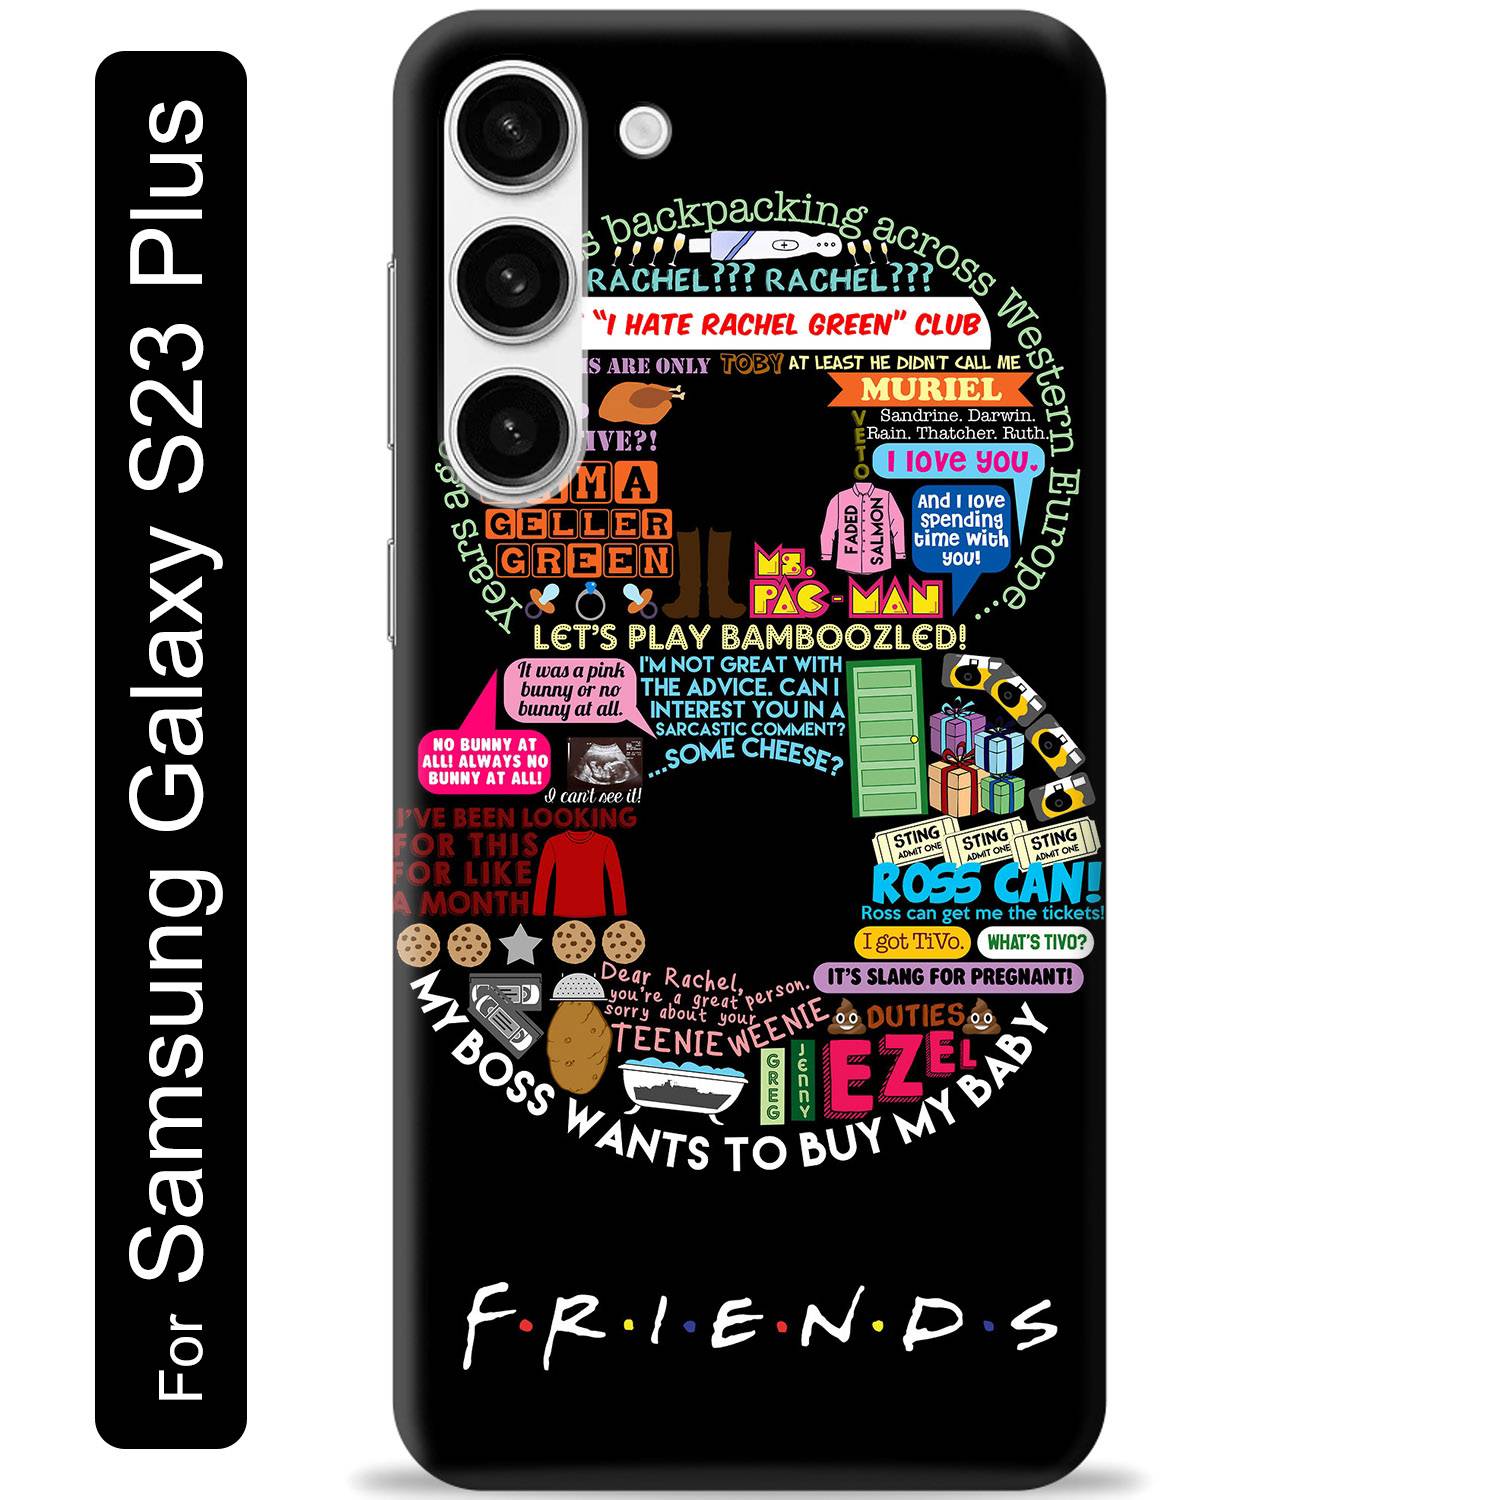 For Samsung Galaxy S23 Plus
Years ago
s backpacking across Western Europe...
RACHEL??? RACHEL???
"I HATE RACHEL GREEN" CLUB
IS ARE ONLY
TOBY
AT LEAST HE DIDN'T CALL ME
MURIEL
VETO
Sandrine. Darwin.
Rain. Thatcher. Ruth.
IVE?!
I love you.
MA
GELLER
GREEN
FADED
SALMON
And I love
spending
time with
you!
MS.
PAC-MAN
LET'S PLAY BAMBOOZLED!
It was a pink
bunny or no
bunny at all.
I'M NOT GREAT WITH
THE ADVICE. CAN I
INTEREST YOU IN A
SARCASTIC COMMENT?
...SOME CHEESE?
NO BUNNY AT
ALL! ALWAYS NO
BUNNY AT ALL!
I can't see it!
I'VE BEEN LOOKING
FOR THIS
FOR LIKE
A MONTH
STING
ADMIT ONE
STING
ADMIT ONE
STING
ADMIT ONE
ROSS CAN!
Ross can get me the tickets!
I got TiVo.
WHAT'S TIVO?
IT'S SLANG FOR PREGNANT!
Dear Rachel,
you're a great person.
sorry about your
TEENIE WEENIE
DUTIES
GREG
JENNY
EZEL
MY BOSS WANTS TO BUY MY BABY
F·R·I·E·N·D·S